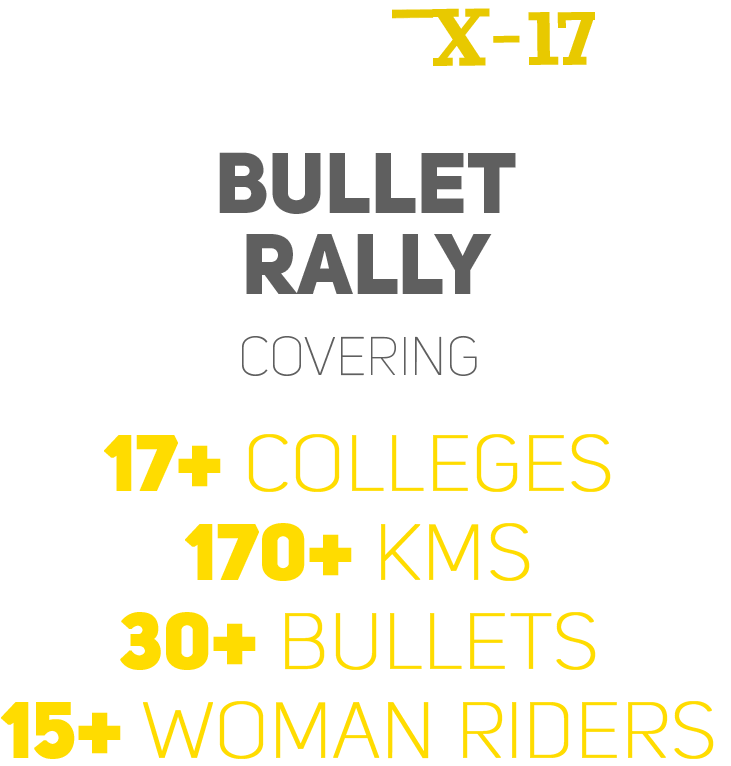 X-17
BULLET
RALLY
COVERING
17+ COLLEGES
170+ KMS
30+ BULLETS
15+ WOMAN RIDERS